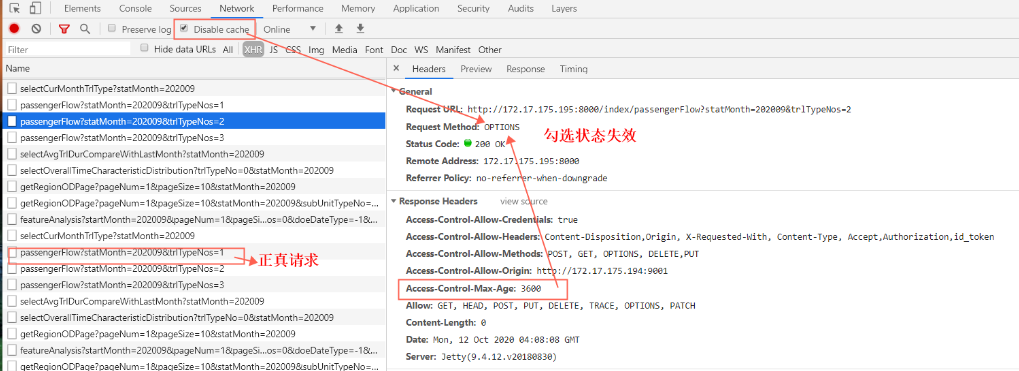 Elements Console Sources Network Performance Memory Application Security Audits Layers
Preserve log Disable cache Online
Filter Hide data URLs All XHR JS CSS Img Media Font Doc WS Manifest Other
Name
selectCurMonthTrlType?statMonth=202009
passengerFlow?statMonth=202009&trlTypeNos=1
passengerFlow?statMonth=202009&trlTypeNos=2
passengerFlow?statMonth=202009&trlTypeNos=3
selectAvgTrlDurCompareWithLastMonth?statMonth=202009
selectOverallTimeCharacteristicDistribution?trlTypeNo=0&statMonth=202009
getRegionODPage?pageNum=1&pageSize=10&statMonth=202009
getRegionODPage?pageNum=1&pageSize=10&statMonth=202009&subUnitTypeNo=...
featureAnalysis?startMonth=202009&pageNum=1&pageSi...os=0&doeDateType=-1&...
selectCurMonthTrlType?statMonth=202009
passengerFlow?statMonth=202009&trlTypeNos=1
正真请求
passengerFlow?statMonth=202009&trlTypeNos=2
passengerFlow?statMonth=202009&trlTypeNos=3
selectAvgTrlDurCompareWithLastMonth?statMonth=202009
selectOverallTimeCharacteristicDistribution?trlTypeNo=0&statMonth=202009
getRegionODPage?pageNum=1&pageSize=10&statMonth=202009
featureAnalysis?startMonth=202009&pageNum=1&pageSi...os=0&doeDateType=-1&...
getRegionODPage?pageNum=1&pageSize=10&statMonth=202009&subUnitTypeNo=...
Headers Preview Response Timing
General
Request URL: http://172.17.175.195:8000/index/passengerFlow?statMonth=202009&trlTypeNos=2
Request Method: OPTIONS
勾选状态失效
Status Code: 200 OK
Remote Address: 172.17.175.195:8000
Referrer Policy: no-referrer-when-downgrade
Response Headers view source
Access-Control-Allow-Credentials: true
Access-Control-Allow-Headers: Content-Disposition,Origin, X-Requested-With, Content-Type, Accept,Authorization,id_token
Access-Control-Allow-Methods: POST, GET, OPTIONS, DELETE,PUT
Access-Control-Allow-Origin: http://172.17.175.194:9001
Access-Control-Max-Age: 3600
Allow: GET, HEAD, POST, PUT, DELETE, TRACE, OPTIONS, PATCH
Content-Length: 0
Date: Mon, 12 Oct 2020 04:08:08 GMT
Server: Jetty(9.4.12.v20180830)